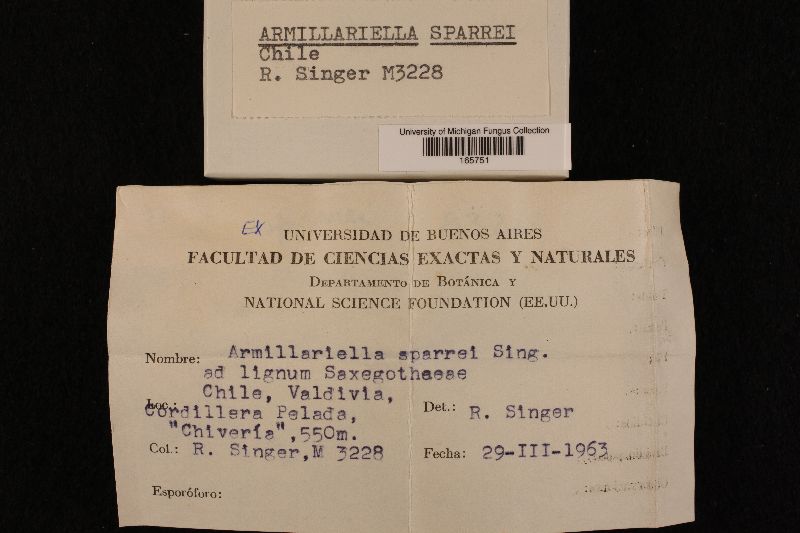 ARMILLARIELLA SPARREI
Chile
R. Singer M3228
University of Michigan Fungus Collection
165751
EX
UNIVERSIDAD DE BUENOS AIRES
FACULTAD DE CIENCIAS EXACTAS Y NATURALES
DEPARTAMENTO DE BOTÁNICA Y
NATIONAL SCIENCE FOUNDATION (EE.UU.)
Nombre: Armillariella sparrei Sing.
ad lignum Saxegothaeae
Loc.: Chile, Valdivia,
Cordillera Pelada,
"Chivería", 550m.
Det.: R. Singer
Col.: R. Singer, M 3228
Fecha: 29-III-1963
Esporóforo: